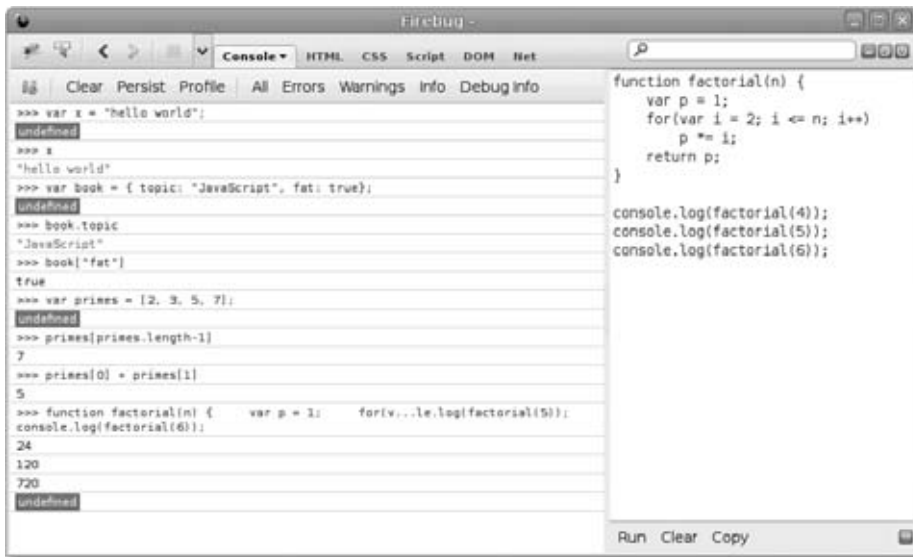 Firebug -
Console HTML CSS Script DOM Net
Clear Persist Profile All Errors Warnings Info Debug Info
>>> var x = "hello world";
undefined
>>> x
"hello world"
>>> var book = { topic: "JavaScript", fat: true};
undefined
>>> book.topic
"JavaScript"
>>> book["fat"]
true
>>> var primes = [2, 3, 5, 7];
undefined
>>> primes[primes.length-1]
7
>>> primes[0] + primes[1]
5
>>> function factorial(n) { var p = 1; for(v...le.log(factorial(5));
console.log(factorial(6));
24
120
720
undefined
function factorial(n) {
var p = 1;
for(var i = 2; i <= n; i++)
p *= i;
return p;
}
console.log(factorial(4));
console.log(factorial(5));
console.log(factorial(6));
Run Clear Copy